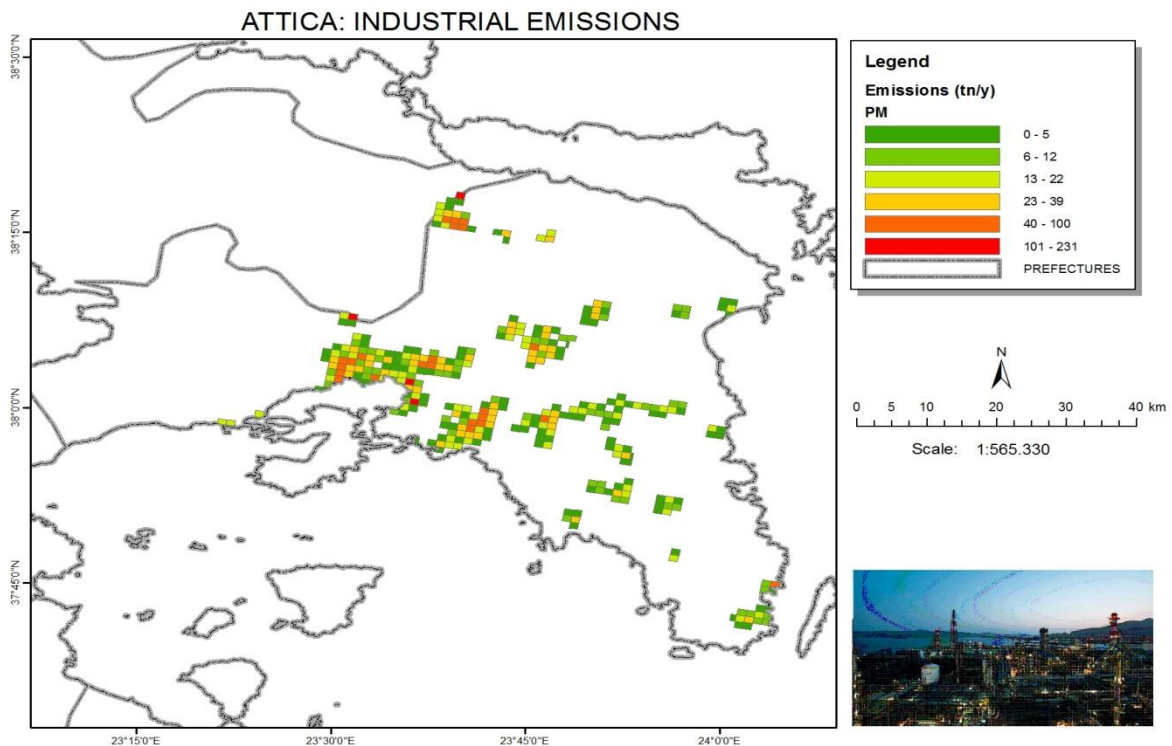 ATTICA: INDUSTRIAL EMISSIONS
38°30'0"N
38°15'0"N
38°0'0"N
37°45'0"N
23°15'0"E
23°30'0"E
23°45'0"E
24°0'0"E
Legend
Emissions (tn/y)
PM
0 - 5
6 - 12
13 - 22
23 - 39
40 - 100
101 - 231
PREFECTURES
N
0 5 10 20 30 40 km
Scale: 1:565.330